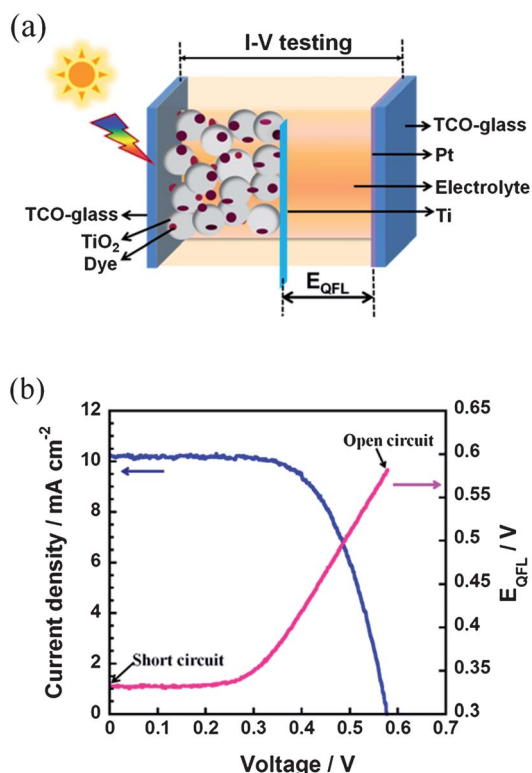 (a)
I-V testing
TCO-glass
Pt
Electrolyte
Ti
TCO-glass
TiO₂
Dye
E_QFL
(b)
12
10
8
6
4
2
0
Current density / mA cm⁻²
0.65
0.6
0.55
0.5
0.45
0.4
0.35
0.3
E_QFL / V
Open circuit
Short circuit
0
0.1
0.2
0.3
0.4
0.5
0.6
0.7
Voltage / V